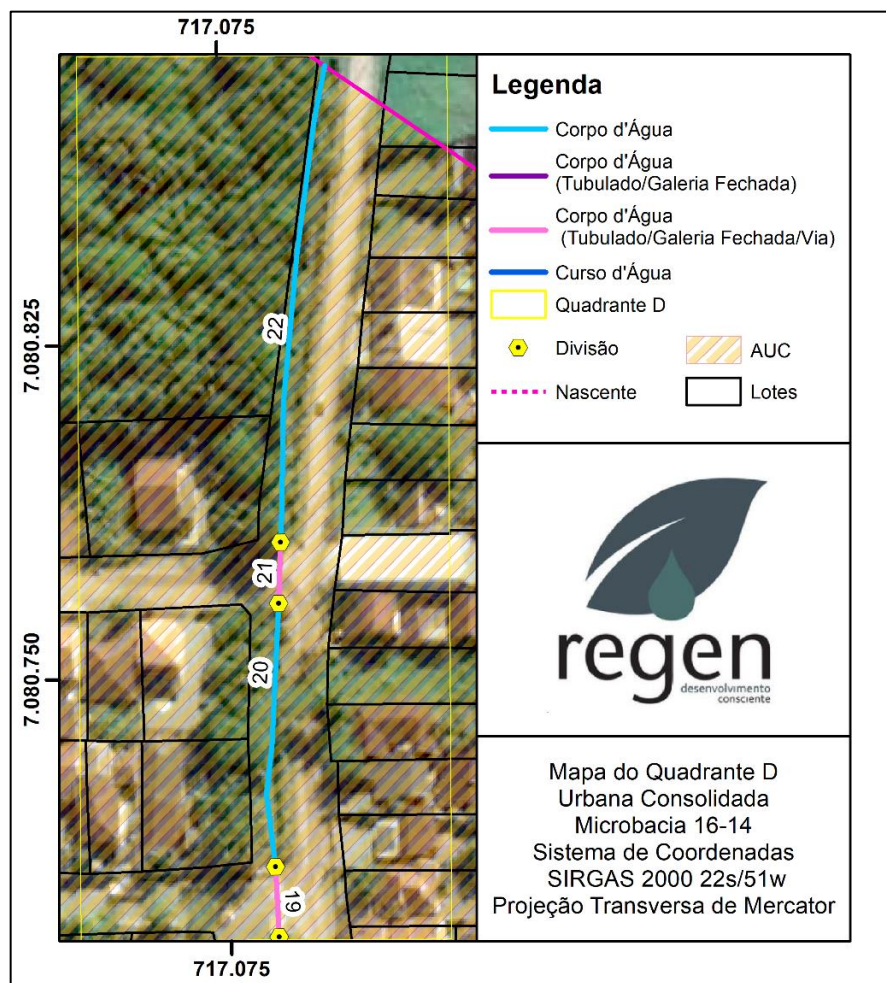 717.075
7.080.825
7.080.750
22
21
20
19
717.075
Legenda
Corpo d'Água
Corpo d'Água
(Tubulado/Galeria Fechada)
Corpo d'Água
(Tubulado/Galeria Fechada/Via)
Curso d'Água
Quadrante D
Divisão
AUC
Nascente
Lotes
regen
desenvolvimento
consciente
Mapa do Quadrante D
Urbana Consolidada
Microbacia 16-14
Sistema de Coordenadas
SIRGAS 2000 22s/51w
Projeção Transversa de Mercator